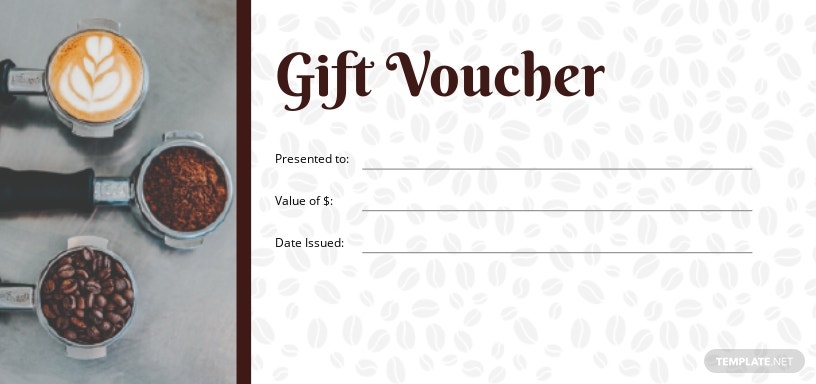 Gift Voucher
Presented to:
Value of $:
Date Issued:
TEMPLATE.NET